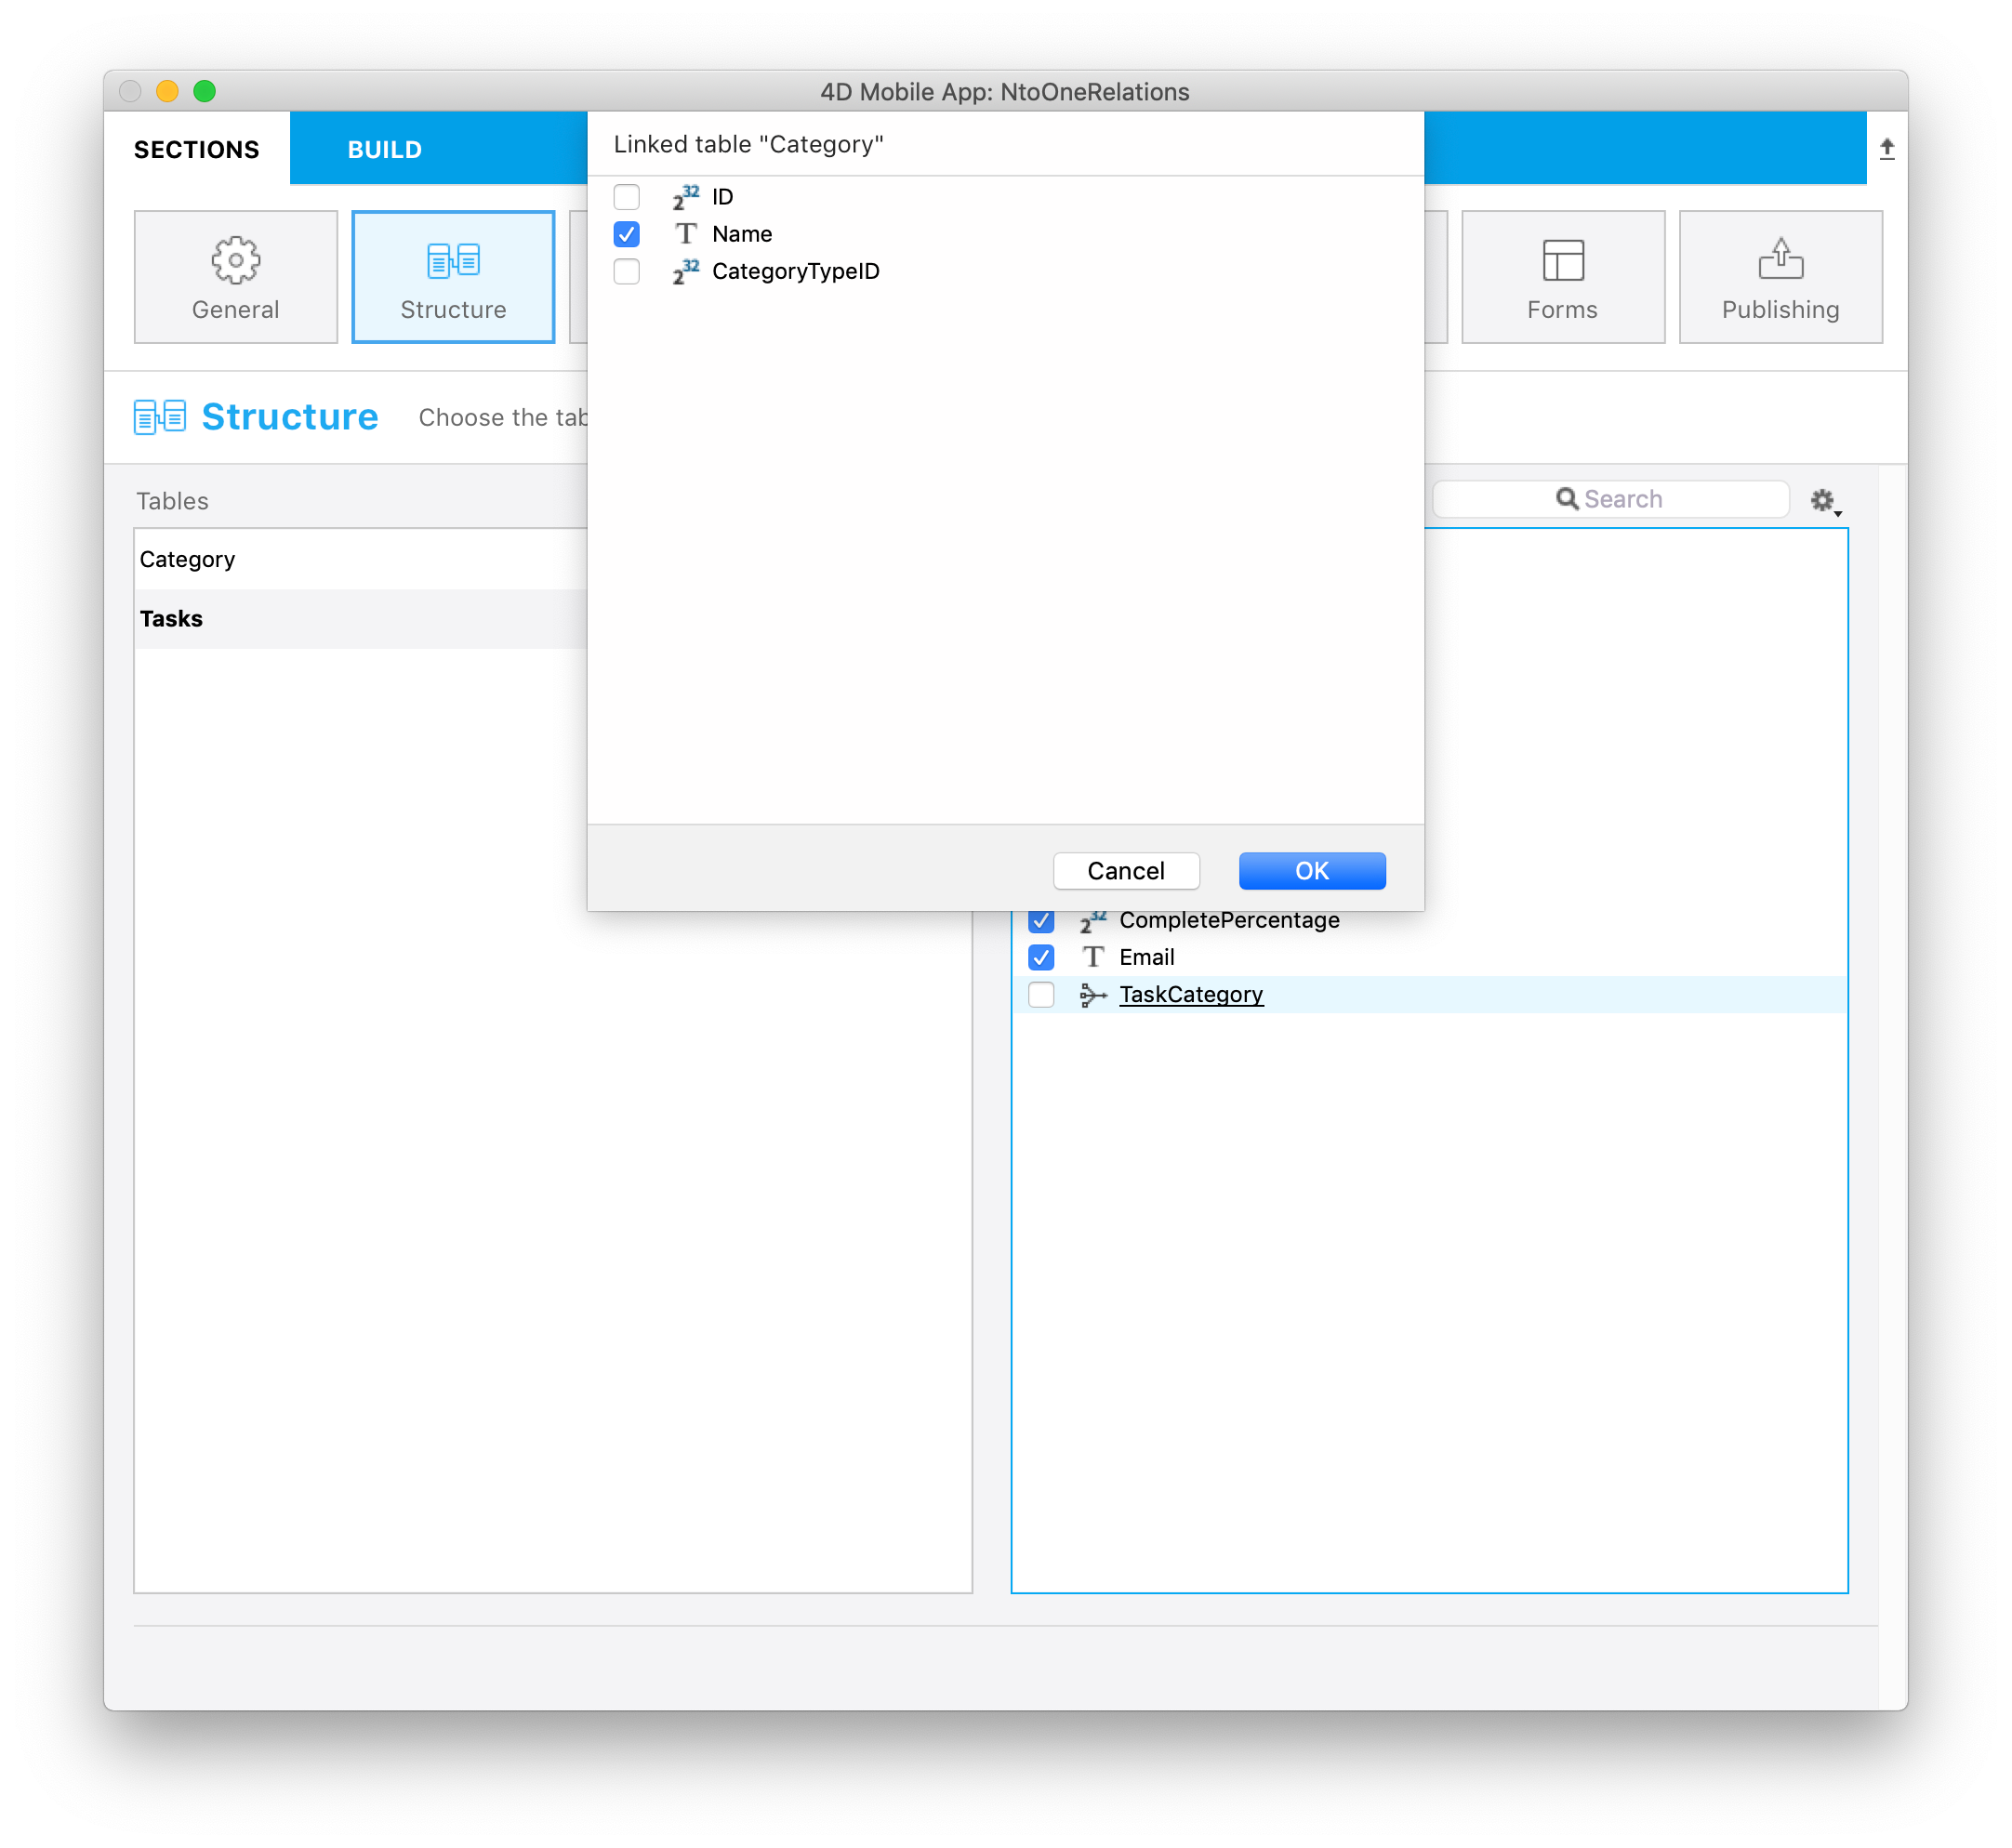 4D Mobile App: NtoOneRelations
SECTIONS
BUILD
Linked table "Category"
ID
Name
CategoryTypeID
General
Structure
Forms
Publishing
Structure
Choose the tab
Tables
Search
Category
Tasks
Cancel
OK
CompletePercentage
Email
TaskCategory